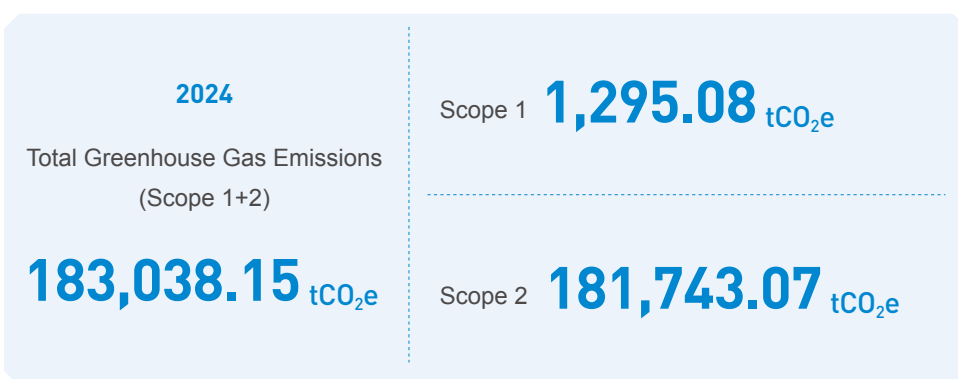 2024
Total Greenhouse Gas Emissions
(Scope 1+2)
183,038.15 tCO₂e
Scope 1 1,295.08 tCO₂e
Scope 2 181,743.07 tCO₂e